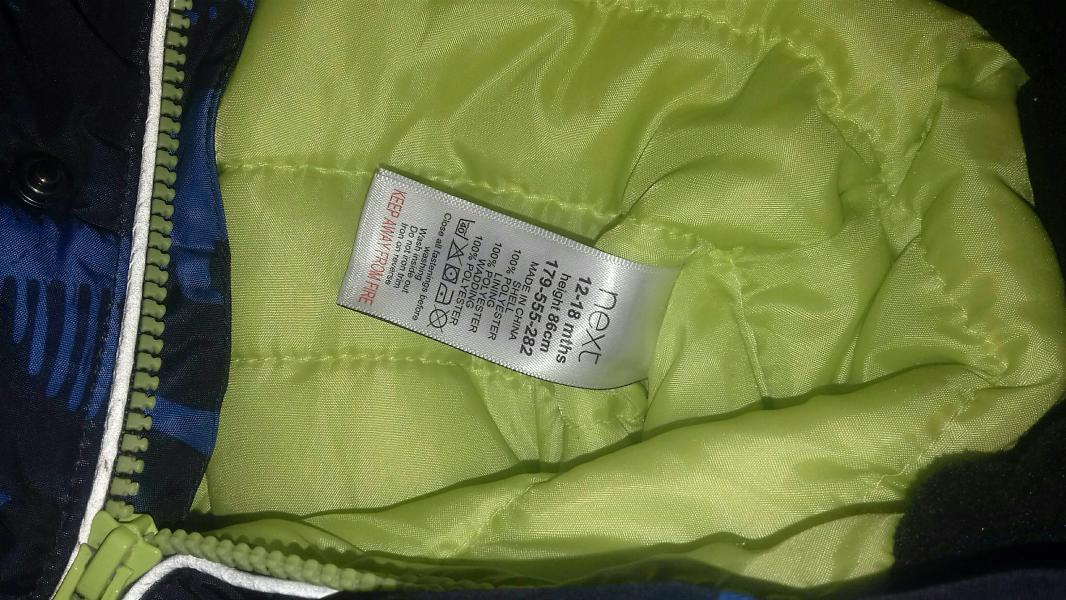 next
12-18 mths
height 86cm
179-555-282
MADE IN CHINA
SHELL
100% POLYESTER
LINING
100% POLYESTER
WADDING
100% POLYESTER
40
Close all fastenings before
washing
Wash inside out
Do not iron trim
Iron on reverse
KEEP AWAY FROM FIRE